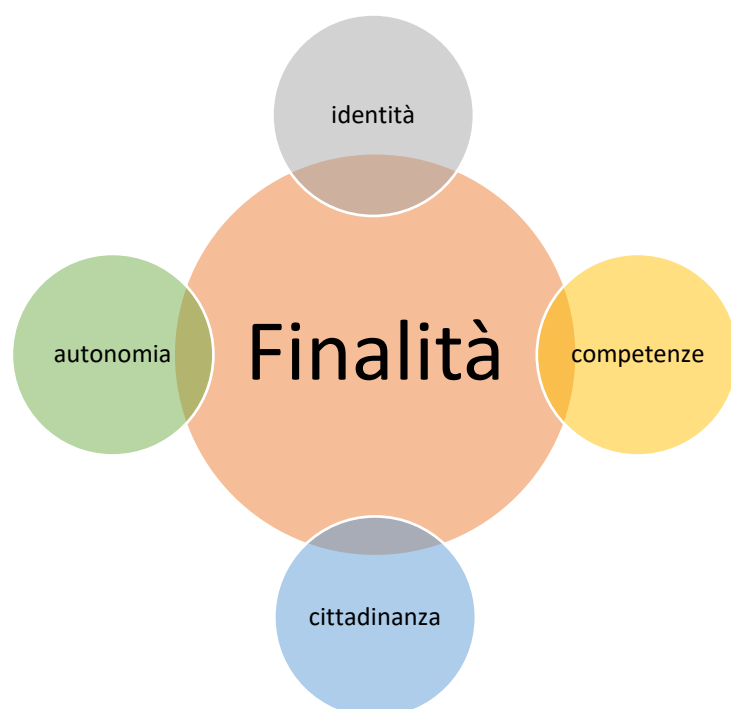 identità
autonomia
Finalità
competenze
cittadinanza